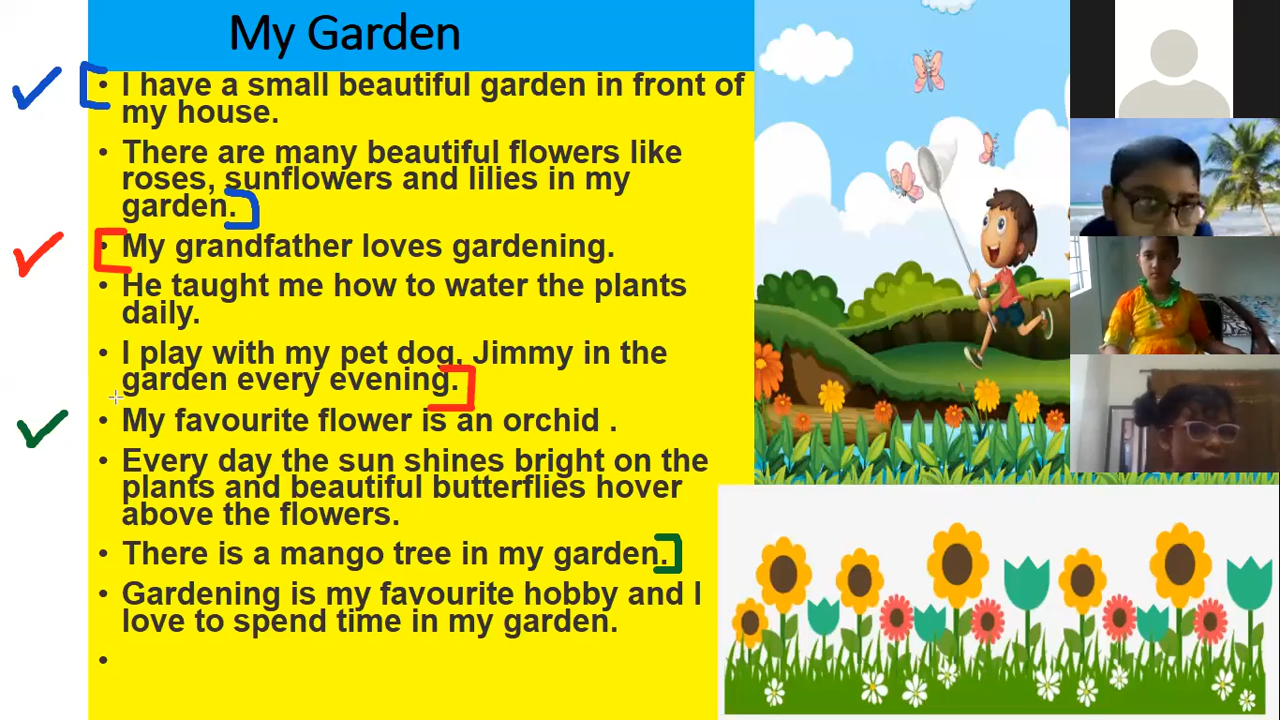 My Garden
• I have a small beautiful garden in front of
my house.
• There are many beautiful flowers like
roses, sunflowers and lilies in my
garden.
• My grandfather loves gardening.
• He taught me how to water the plants
daily.
• I play with my pet dog, Jimmy in the
garden every evening.
• My favourite flower is an orchid .
• Every day the sun shines bright on the
plants and beautiful butterflies hover
above the flowers.
• There is a mango tree in my garden.
• Gardening is my favourite hobby and I
love to spend time in my garden.
•